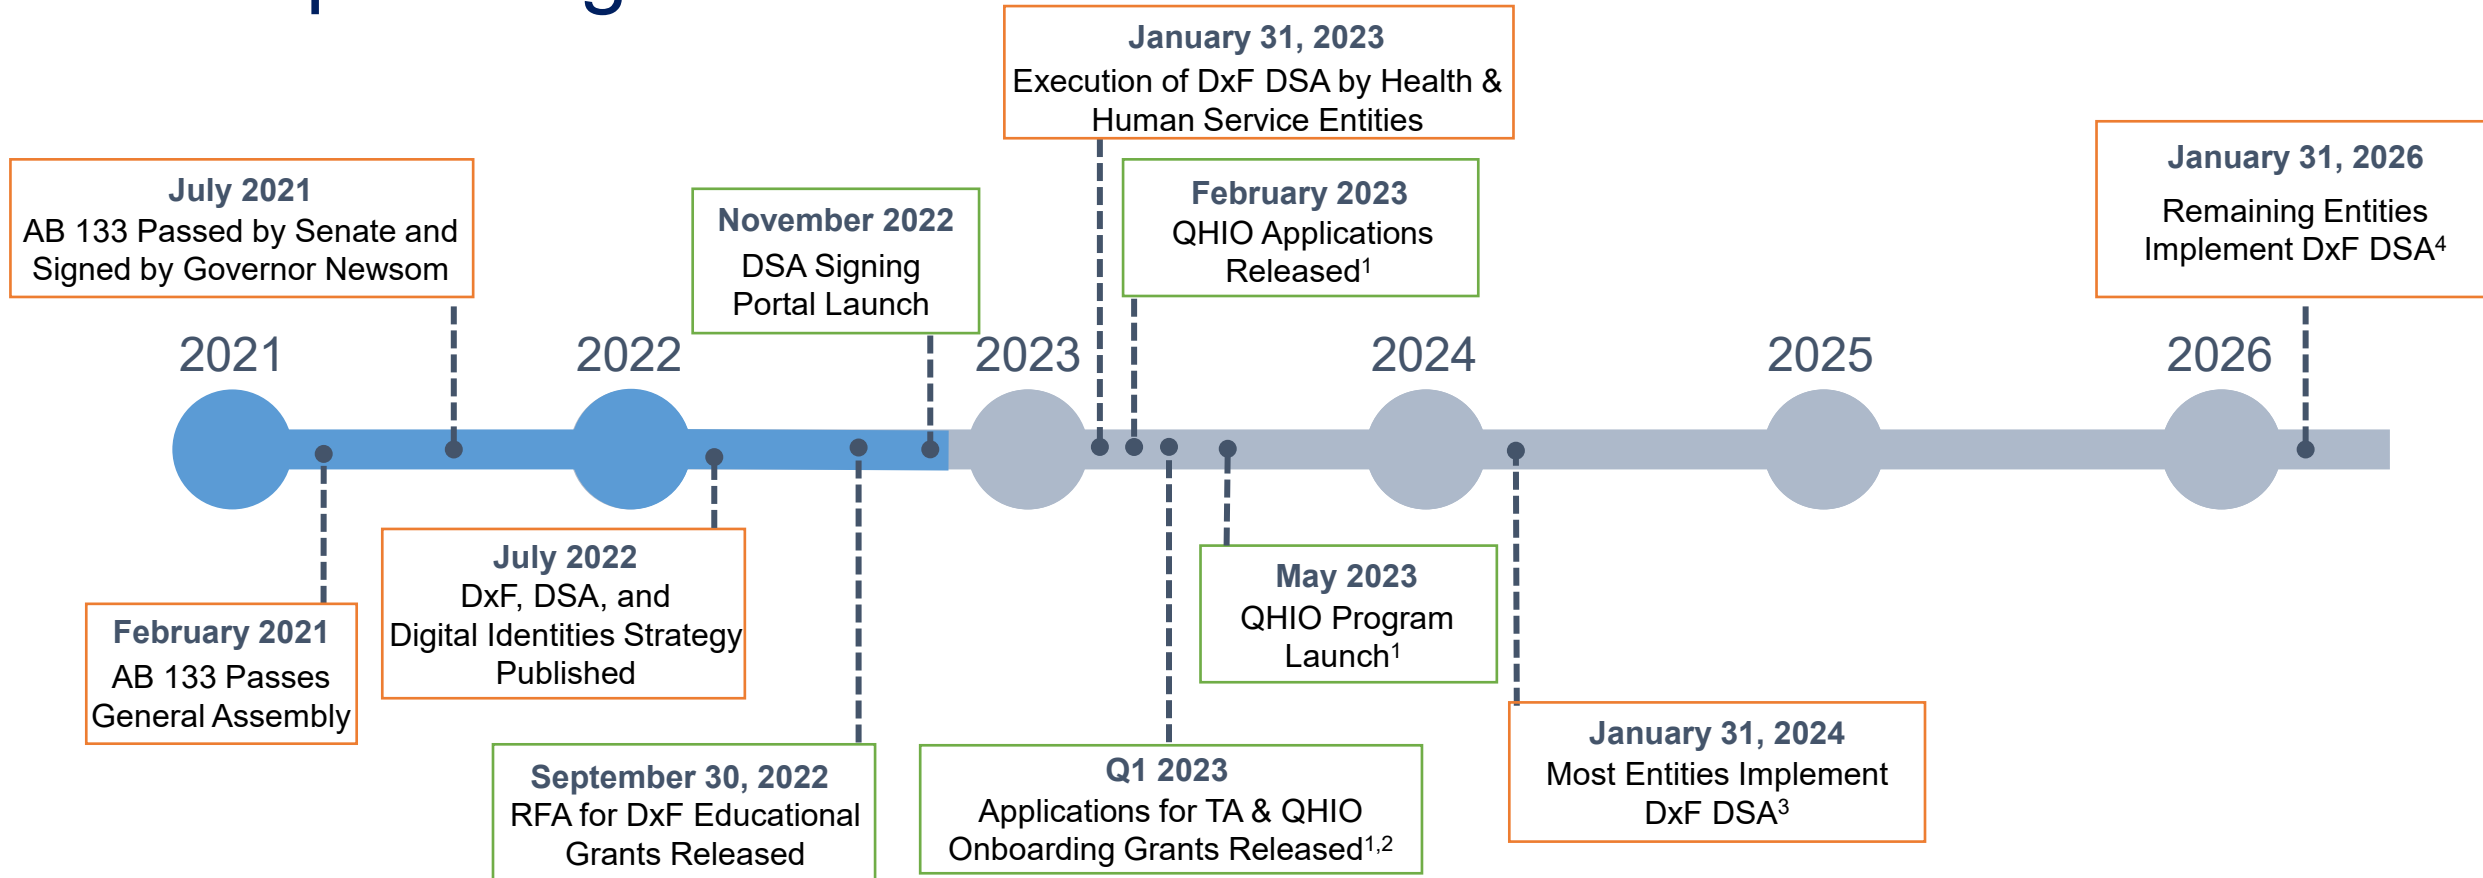 January 31, 2023
Execution of DxF DSA by Health &
Human Service Entities
July 2021
AB 133 Passed by Senate and
Signed by Governor Newsom
November 2022
DSA Signing
Portal Launch
February 2023
QHIO Applications
Released¹
January 31, 2026
Remaining Entities
Implement DxF DSA⁴
2021
2022
2023
2024
2025
2026
February 2021
AB 133 Passes
General Assembly
July 2022
DxF, DSA, and
Digital Identities Strategy
Published
September 30, 2022
RFA for DxF Educational
Grants Released
Q1 2023
Applications for TA & QHIO
Onboarding Grants Released¹,²
May 2023
QHIO Program
Launch¹
January 31, 2024
Most Entities Implement
DxF DSA³